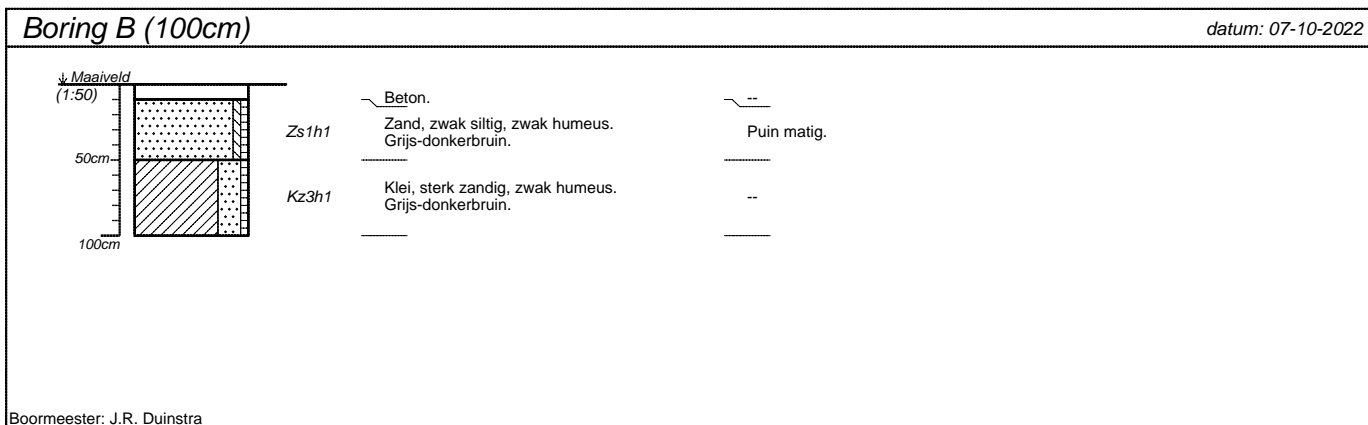 Boring B (100cm)
datum: 07-10-2022
Maaiveld
(1:50)
Beton.
--
Zs1h1
Zand, zwak siltig, zwak humeus.
Grijs-donkerbruin.
Puin matig.
50cm
Kz3h1
Klei, sterk zandig, zwak humeus.
Grijs-donkerbruin.
--
100cm
Boormeester: J.R. Duinstra